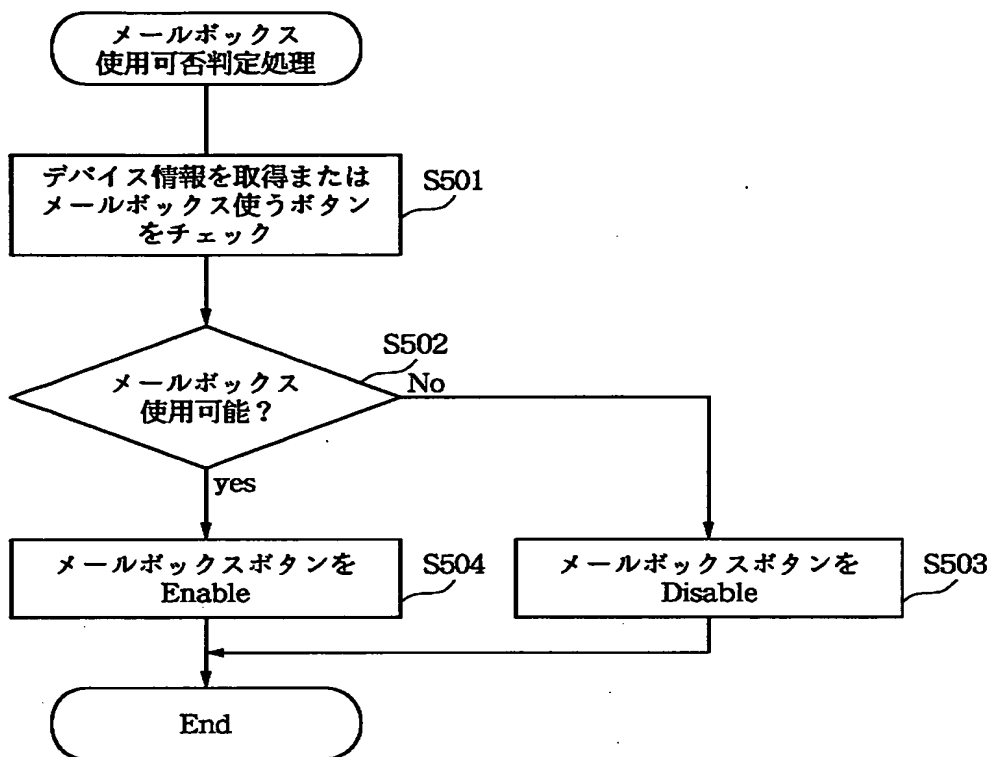 メールボックス
使用可否判定処理
デバイス情報を取得または
メールボックス使うボタン
をチェック
S501
S502
メールボックス
使用可能？
No
yes
メールボックスボタンを
Enable
S504
メールボックスボタンを
Disable
S503
End